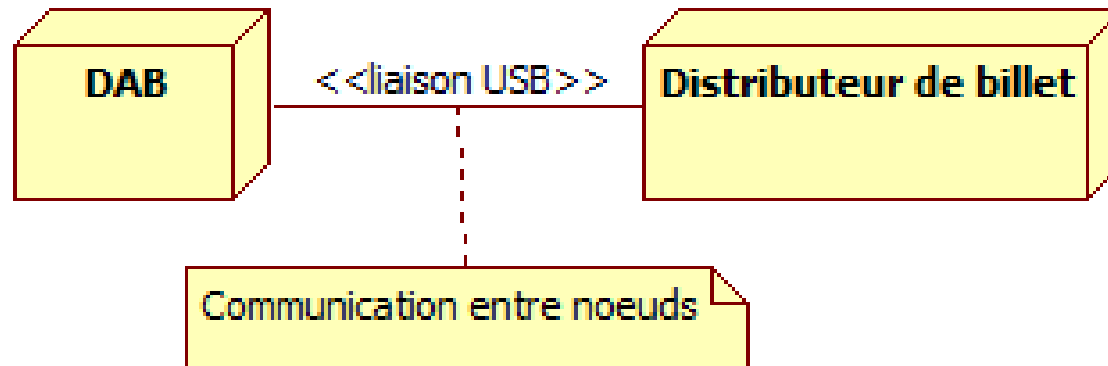 DAB
<<liaison USB>>
Distributeur de billet
Communication entre noeuds